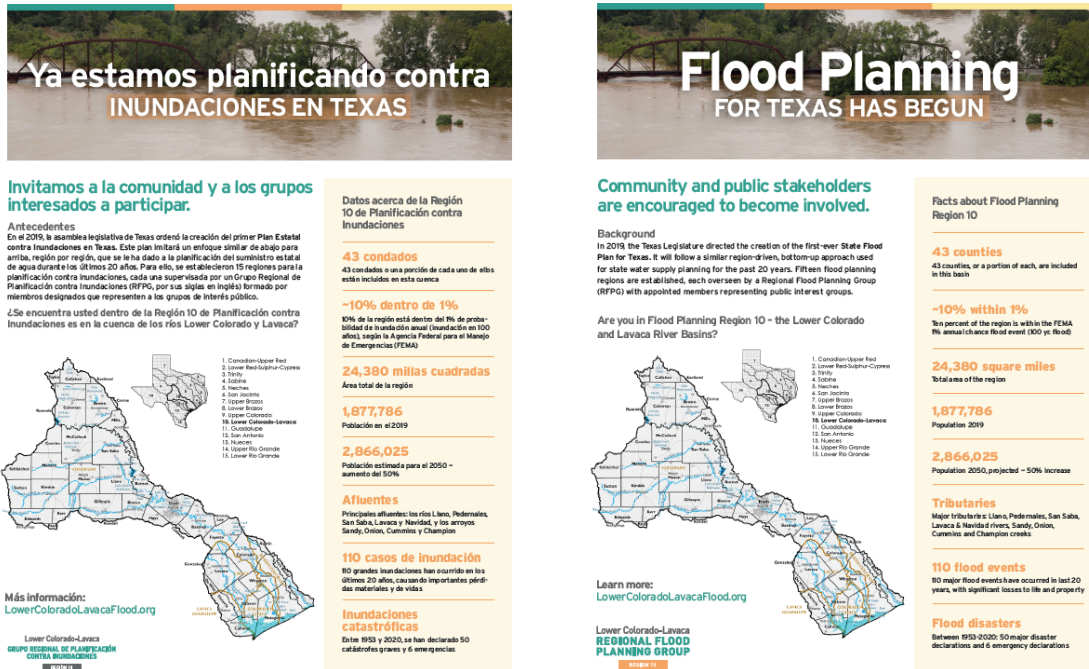 Ya estamos planificando contra
INUNDACIONES EN TEXAS
Invitamos a la comunidad y a los grupos
interesados a participar.
Antecedentes
En el 2019, la asamblea legislativa de Texas ordenó la creación del primer Plan Estatal
contra Inundaciones en Texas. Este plan imitará un enfoque similar de abajo para
arriba, región por región, que se le ha dado a la planificación del suministro estatal
de agua durante los últimos 20 años. Para ello, se establecieron 15 regiones para la
planificación contra inundaciones, cada una supervisada por un Grupo Regional de
Planificación contra Inundaciones (RFPG, por sus siglas en inglés) formado por
miembros designados que representen a los grupos de interés público.
¿Se encuentra usted dentro de la Región 10 de Planificación contra
Inundaciones es en la cuenca de los ríos Lower Colorado y Lavaca?
1. Canadian-Upper Red
2. Lower Red-Sulphur-Cypress
3. Trinity
4. Sabine
5. Neches
6. San Jacinto
7. Upper Brazos
8. Lower Brazos
9. Upper Colorado
10. Lower Colorado-Lavaca
11. Guadalupe
12. San Antonio
13. Nueces
14. Upper Rio Grande
15. Lower Rio Grande
Más información:
LowerColoradoLavacaFlood.org
Lower Colorado-Lavaca
GRUPO REGIONAL DE PLANIFICACIÓN
CONTRA INUNDACIONES
REGIÓN 10
Datos acerca de la Región
10 de Planificación contra
Inundaciones
43 condados
43 condados o una porción de cada uno de ellos
están incluidos en esta cuenca
~10% dentro de 1%
10% de la región está dentro del 1% de proba-
bilidad de inundación anual (inundación en 100
años), según la Agencia Federal para el Manejo
de Emergencias (FEMA)
24,380 millas cuadradas
Área total de la región
1,877,786
Población en el 2019
2,866,025
Población estimada para el 2050 ~
aumento del 50%
Afluentes
Principales afluentes: los ríos Llano, Pedernales,
San Saba, Lavaca y Navidad, y los arroyos
Sandy, Onion, Cummins y Champion
110 casos de inundación
110 grandes inundaciones han ocurrido en los
últimos 20 años, causando importantes pérdi-
das materiales y de vidas
Inundaciones
catastróficas
Entre 1953 y 2020, se han declarado 50
catástrofes graves y 6 emergencias
Flood Planning
FOR TEXAS HAS BEGUN
Community and public stakeholders
are encouraged to become involved.
Background
In 2019, the Texas Legislature directed the creation of the first-ever State Flood
Plan for Texas. It will follow a similar region-driven, bottom-up approach used
for state water supply planning for the past 20 years. Fifteen flood planning
regions are established, each overseen by a Regional Flood Planning Group
(RFPG) with appointed members representing public interest groups.
Are you in Flood Planning Region 10 - the Lower Colorado
and Lavaca River Basins?
1. Canadian-Upper Red
2. Lower Red-Sulphur-Cypress
3. Trinity
4. Sabine
5. Neches
6. San Jacinto
7. Upper Brazos
8. Lower Brazos
9. Upper Colorado
10. Lower Colorado-Lavaca
11. Guadalupe
12. San Antonio
13. Nueces
14. Upper Rio Grande
15. Lower Rio Grande
Learn more:
LowerColoradoLavacaFlood.org
Lower Colorado-Lavaca
REGIONAL FLOOD
PLANNING GROUP
REGION 10
Facts about Flood Planning
Region 10
43 counties
43 counties, or a portion of each, are included
in this basin
~10% within 1%
Ten percent of the region is within the FEMA
1% annual chance flood event (100 yr. flood)
24,380 square miles
Total area of the region
1,877,786
Population 2019
2,866,025
Population 2050, projected ~ 50% increase
Tributaries
Major tributaries: Llano, Pedernales, San Saba,
Lavaca & Navidad rivers, Sandy, Onion,
Cummins and Champion creeks
110 flood events
110 major flood events have occurred in last 20
years, with significant losses to life and property
Flood disasters
Between 1953-2020: 50 major disaster
declarations and 6 emergency declarations